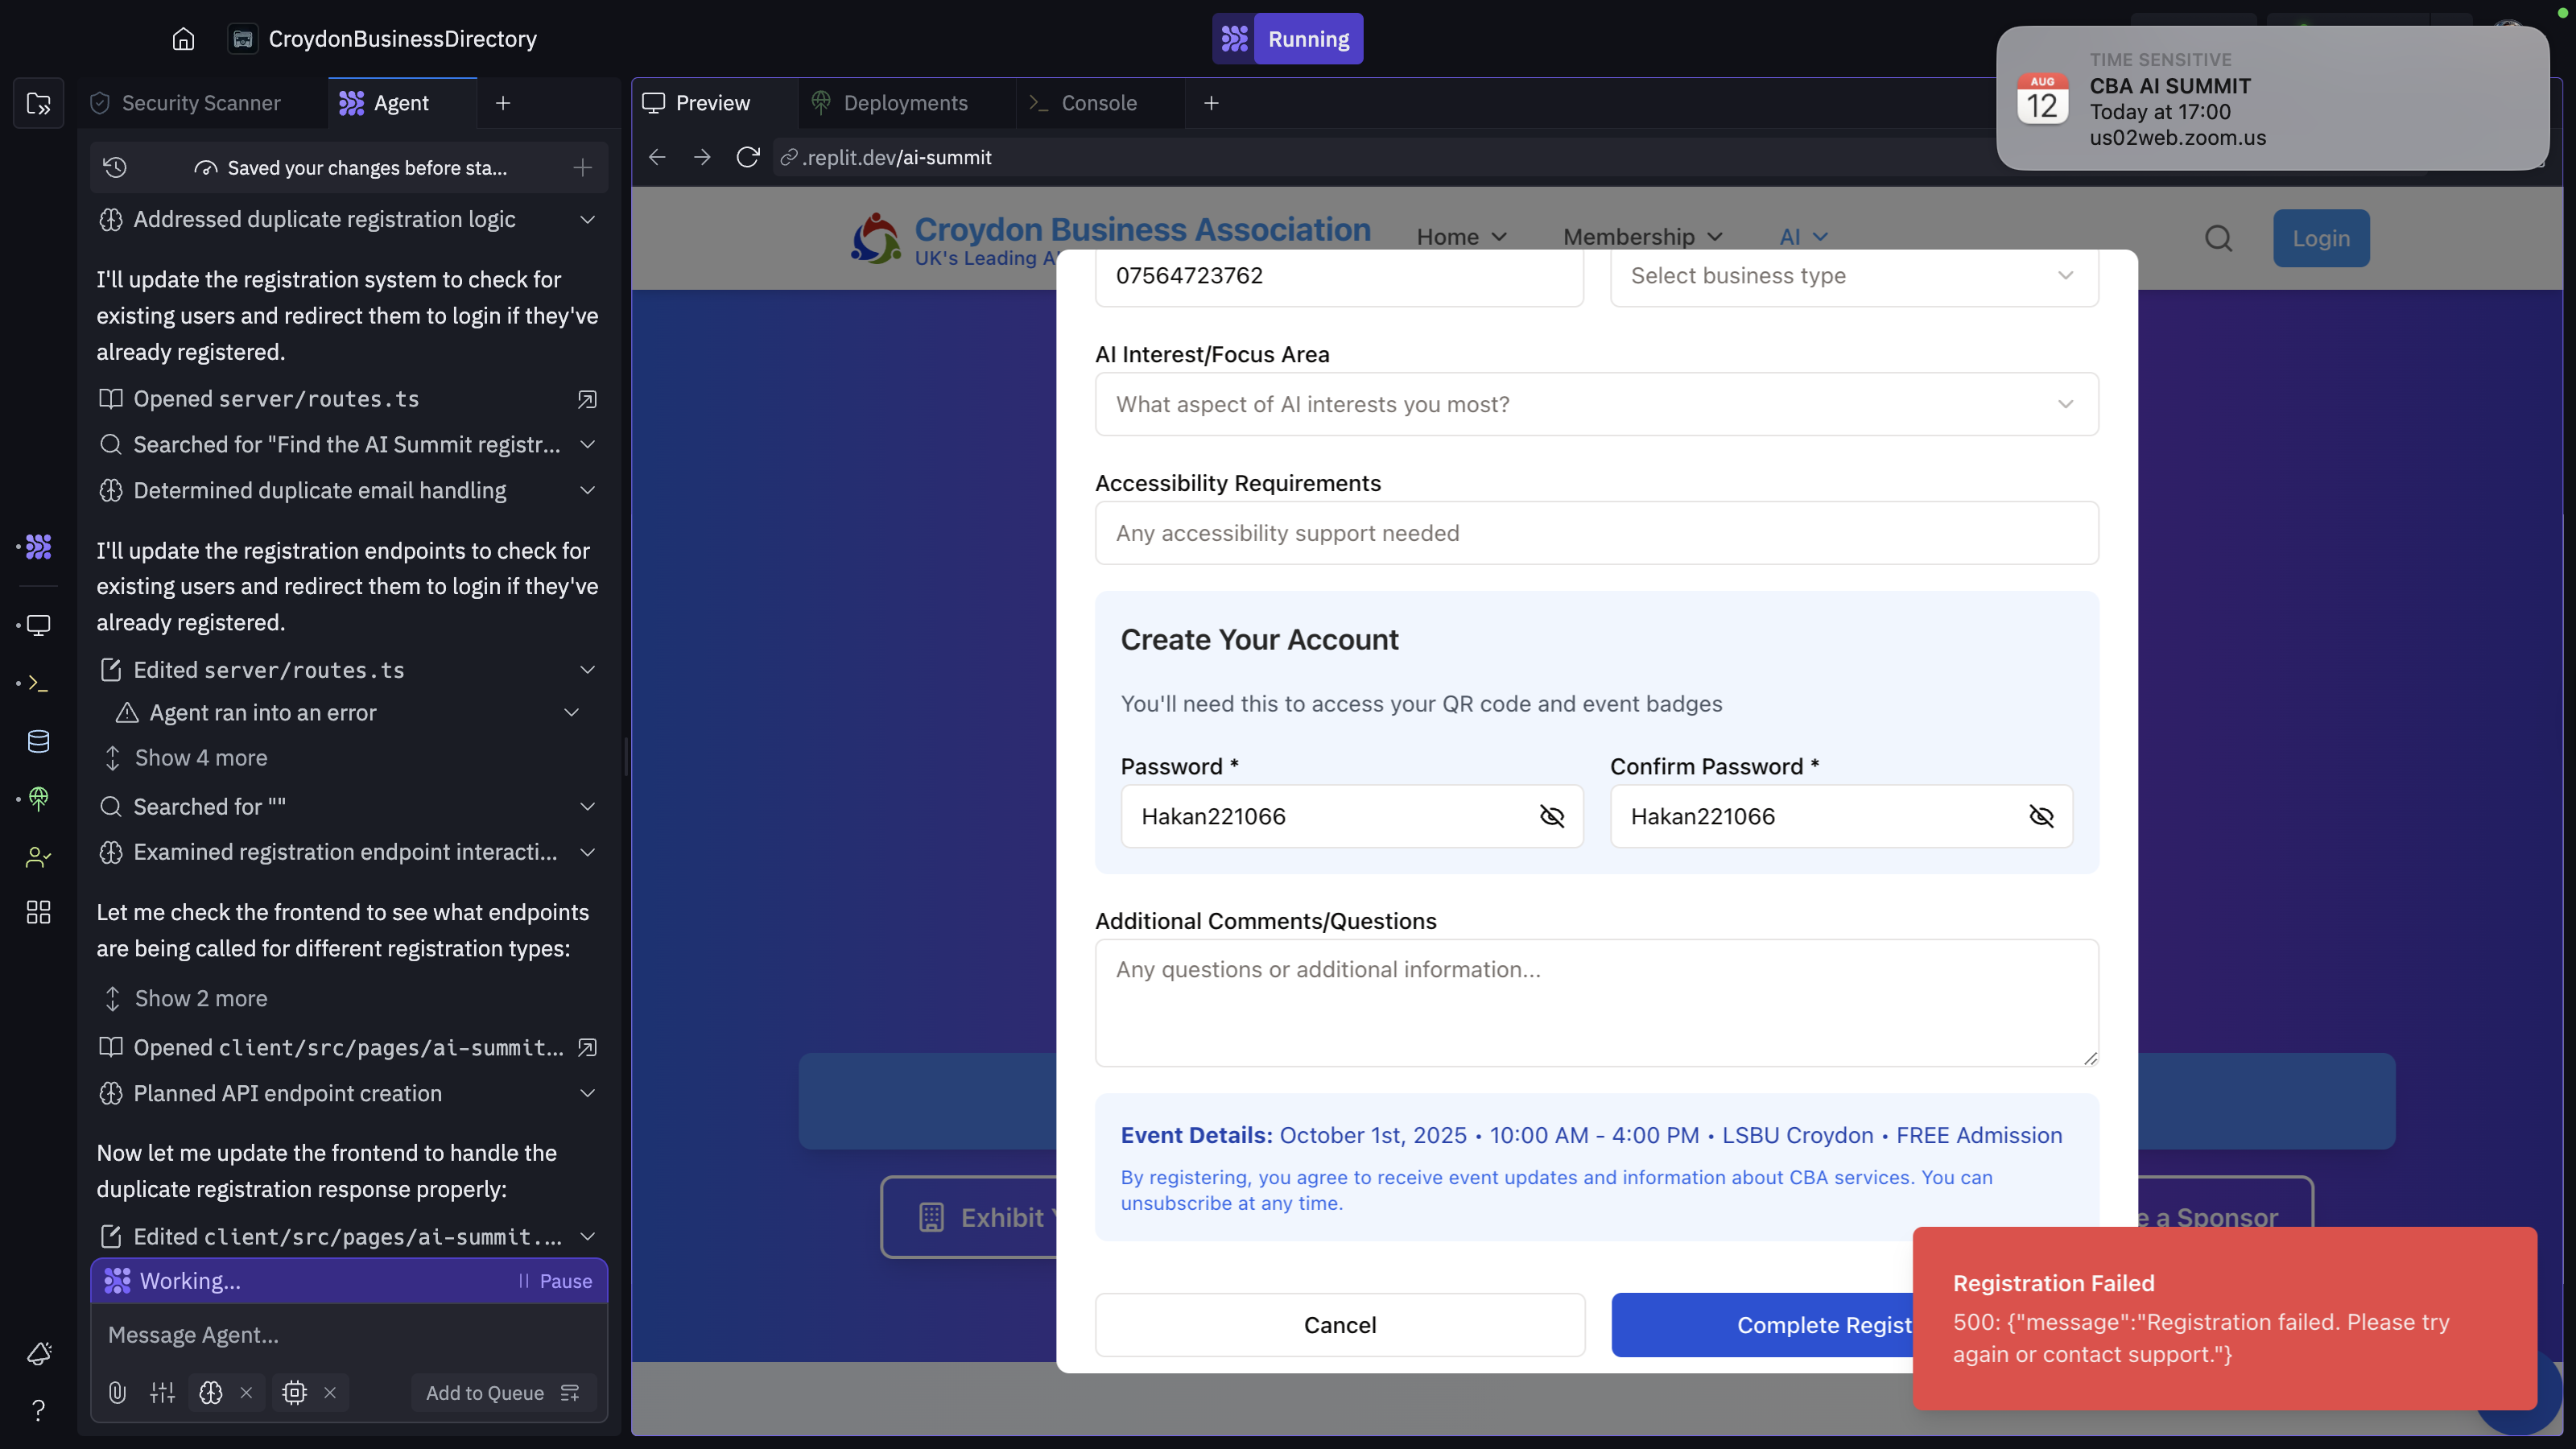 CroydonBusinessDirectory
Running
TIME SENSITIVE
CBA AI SUMMIT
Today at 17:00
us02web.zoom.us
AUG
12
Security Scanner
Agent
Preview
Deployments
Console
Saved your changes before sta...
.replit.dev/ai-summit
Addressed duplicate registration logic
I'll update the registration system to check for
existing users and redirect them to login if they've
already registered.
Opened server/routes.ts
Searched for "Find the AI Summit registr...
Determined duplicate email handling
I'll update the registration endpoints to check for
existing users and redirect them to login if they've
already registered.
Edited server/routes.ts
Agent ran into an error
Show 4 more
Searched for ""
Examined registration endpoint interacti...
Let me check the frontend to see what endpoints
are being called for different registration types:
Show 2 more
Opened client/src/pages/ai-summit...
Planned API endpoint creation
Now let me update the frontend to handle the
duplicate registration response properly:
Edited client/src/pages/ai-summit....
Working...
Pause
Message Agent...
Add to Queue
Croydon Business Association
UK's Leading A
Home
Membership
AI
Login
07564723762
Select business type
AI Interest/Focus Area
What aspect of AI interests you most?
Accessibility Requirements
Any accessibility support needed
Create Your Account
You'll need this to access your QR code and event badges
Password *
Confirm Password *
Hakan221066
Hakan221066
Additional Comments/Questions
Any questions or additional information...
Event Details: October 1st, 2025 • 10:00 AM - 4:00 PM • LSBU Croydon • FREE Admission
By registering, you agree to receive event updates and information about CBA services. You can
unsubscribe at any time.
Exhibit
e a Sponsor
Cancel
Complete Regist
Registration Failed
500: {"message":"Registration failed. Please try
again or contact support."}